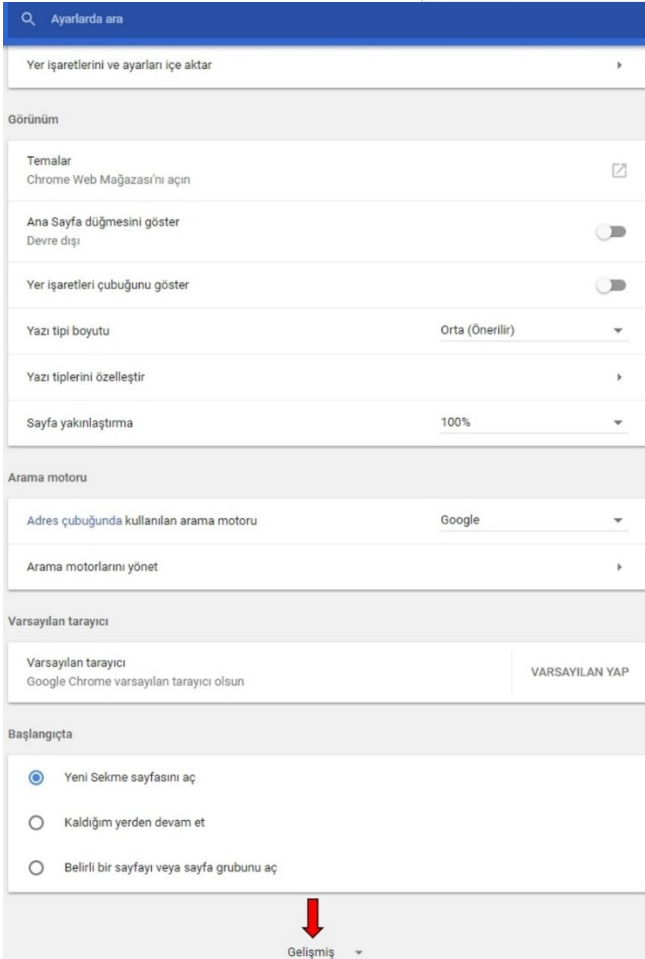 Ayarlarda ara
Yer işaretlerini ve ayarları içe aktar
Görünüm
Temalar
Chrome Web Mağazası'nı açın
Ana Sayfa düğmesini göster
Devre dışı
Yer işaretleri çubuğunu göster
Yazı tipi boyutu Orta (Önerilir)
Yazı tiplerini özelleştir
Sayfa yakınlaştırma 100%
Arama motoru
Adres çubuğunda kullanılan arama motoru Google
Arama motorlarını yönet
Varsayılan tarayıcı
Varsayılan tarayıcı
Google Chrome varsayılan tarayıcı olsun
VARSAYILAN YAP
Başlangıçta
Yeni Sekme sayfasını aç
Kaldığım yerden devam et
Belirli bir sayfayı veya sayfa grubunu aç
Gelişmiş